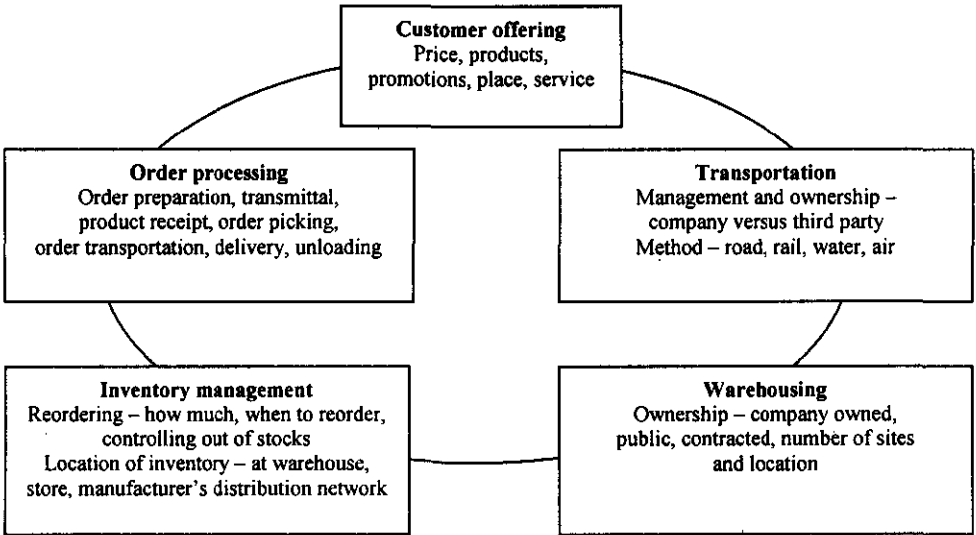 Customer offering
Price, products,
promotions, place, service
Order processing
Order preparation, transmittal,
product receipt, order picking,
order transportation, delivery, unloading
Transportation
Management and ownership –
company versus third party
Method – road, rail, water, air
Inventory management
Reordering – how much, when to reorder,
controlling out of stocks
Location of inventory – at warehouse,
store, manufacturer's distribution network
Warehousing
Ownership – company owned,
public, contracted, number of sites
and location